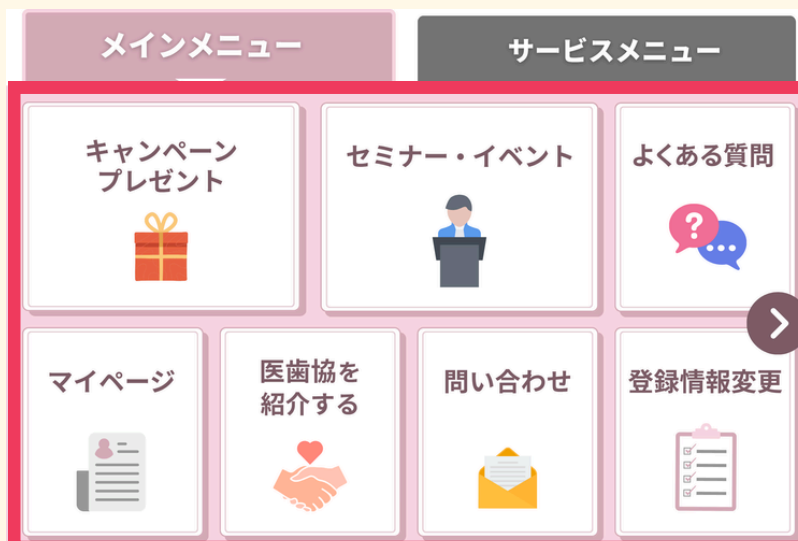 メインメニュー
サービスメニュー
キャンペーン
プレゼント
セミナー・イベント
よくある質問
?
マイページ
医歯協を
紹介する
問い合わせ
登録情報変更